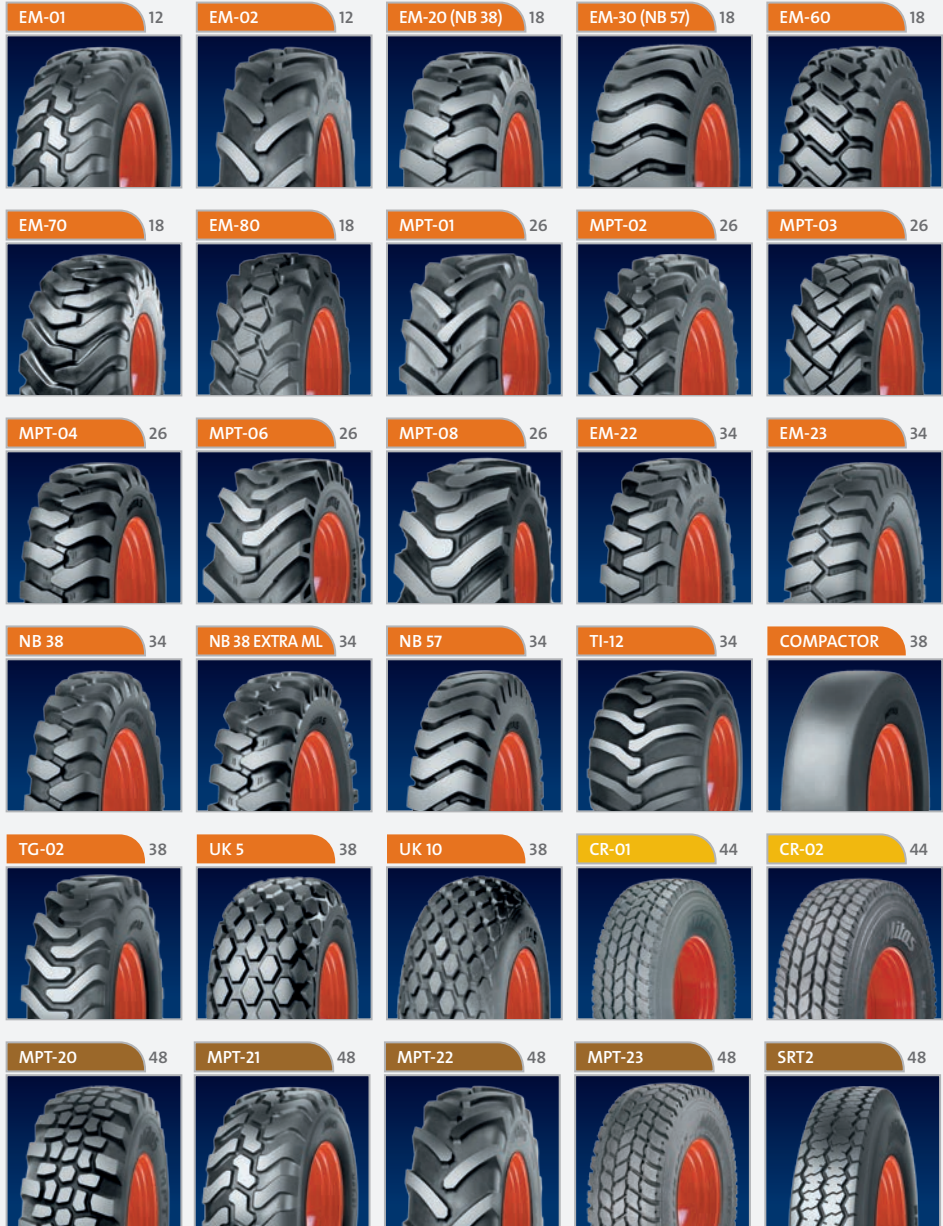 EM-01 12 EM-02 12 EM-20 (NB 38) 18 EM-30 (NB 57) 18 EM-60 18
EM-70 18 EM-80 18 MPT-01 26 MPT-02 26 MPT-03 26
MPT-04 26 MPT-06 26 MPT-08 26 EM-22 34 EM-23 34
NB 38 34 NB 38 EXTRA ML 34 NB 57 34 TI-12 34 COMPACTOR 38
TG-02 38 UK 5 38 UK 10 38 CR-01 44 CR-02 44
Mitas
MPT-20 48 MPT-21 48 MPT-22 48 MPT-23 48 SRT2 48